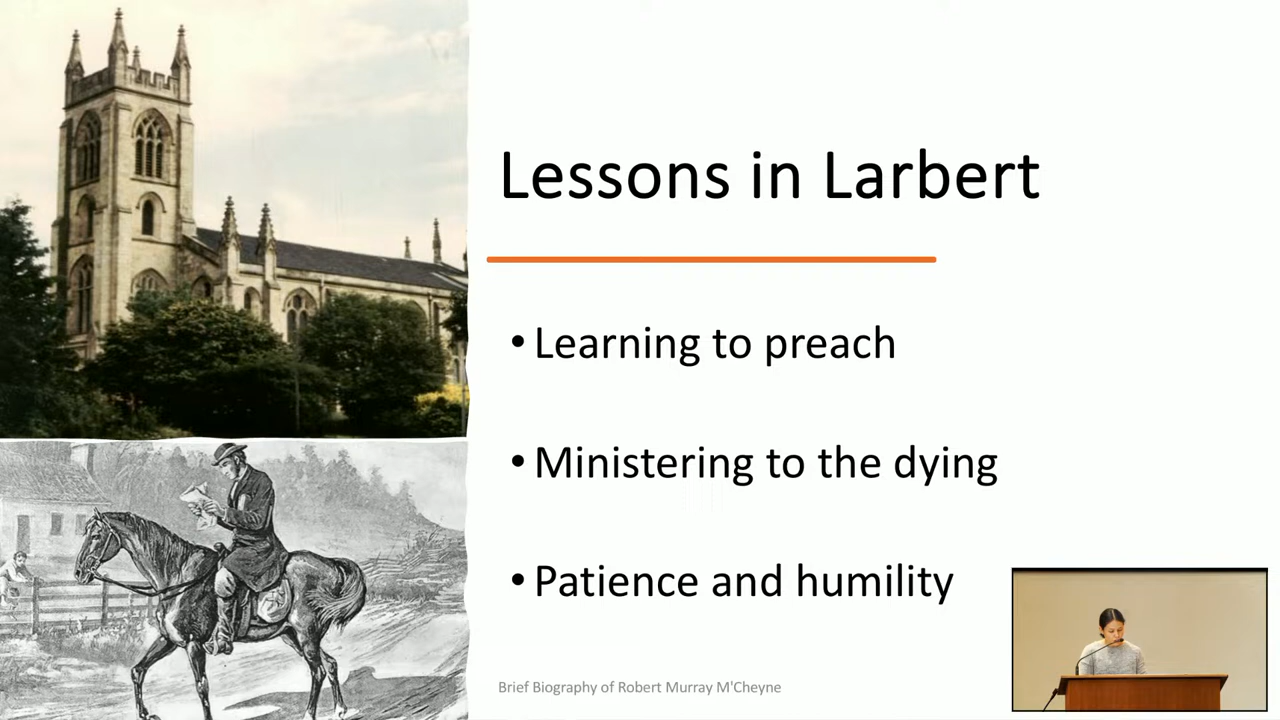 Lessons in Larbert
• Learning to preach
• Ministering to the dying
• Patience and humility
Brief Biography of Robert Murray M'Cheyne